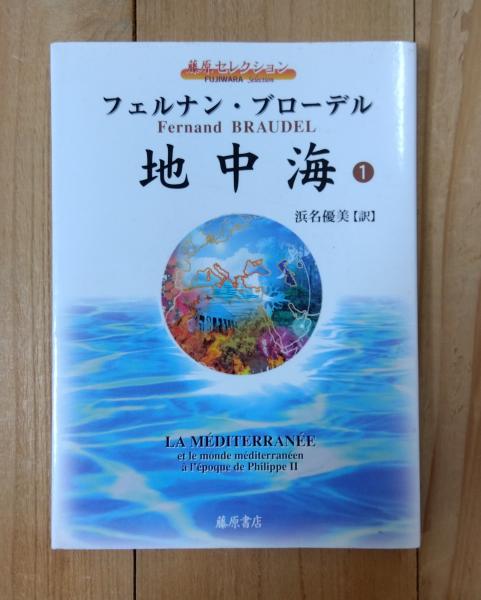 藤原セレクション
FUJIWARA Selection
フェルナン・ブローデル
Fernand BRAUDEL
地中海 1
浜名優美【訳】
LA MÉDITERRANÉE
et le monde méditerranéen
à l'époque de Philippe II
藤原書店